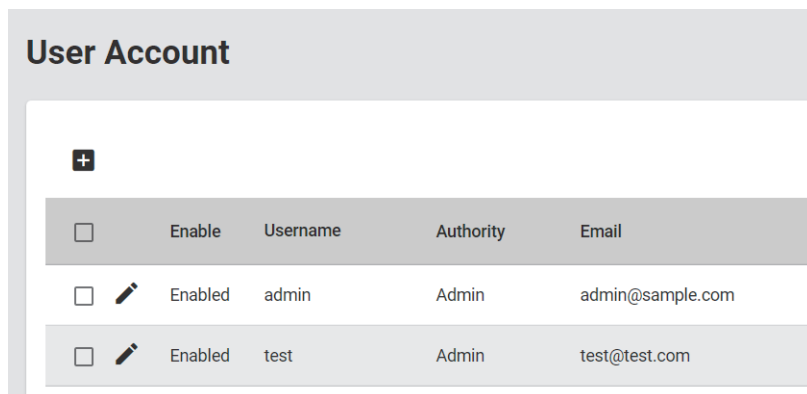 User Account
Enable Username Authority Email
Enabled admin Admin admin@sample.com
Enabled test Admin test@test.com